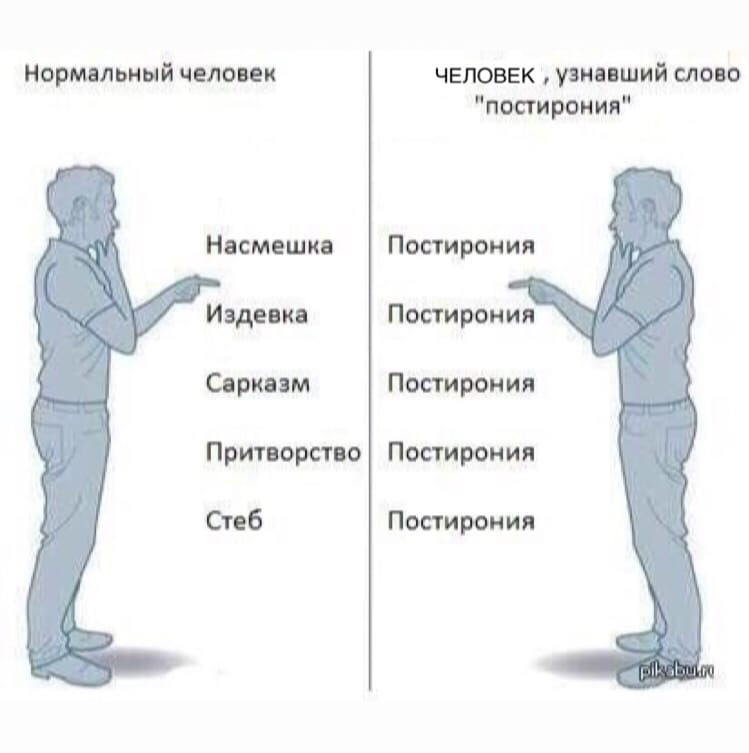 Нормальный человек
ЧЕЛОВЕК , узнавший слово
"постирония"
Насмешка
Издевка
Сарказм
Притворство
Стеб
Постирония
Постирония
Постирония
Постирония
Постирония
pikabu.ru